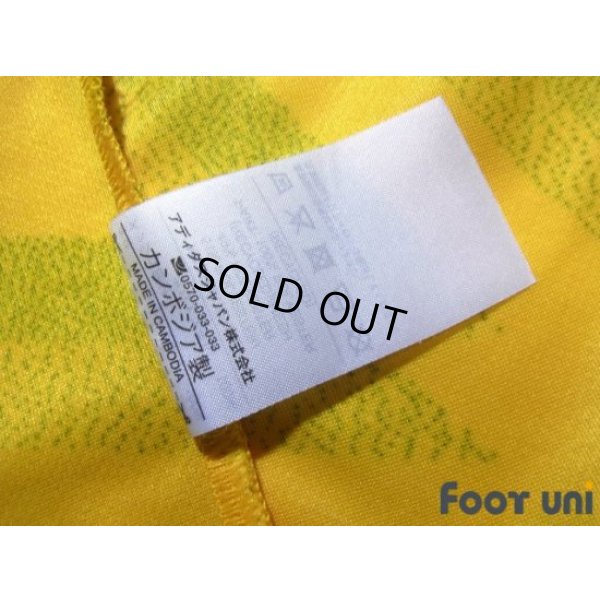 アディダスジャパン株式会社
0570-033-033
カンボジア製
MADE IN CAMBODIA
SOLD OUT
FOOT UNI